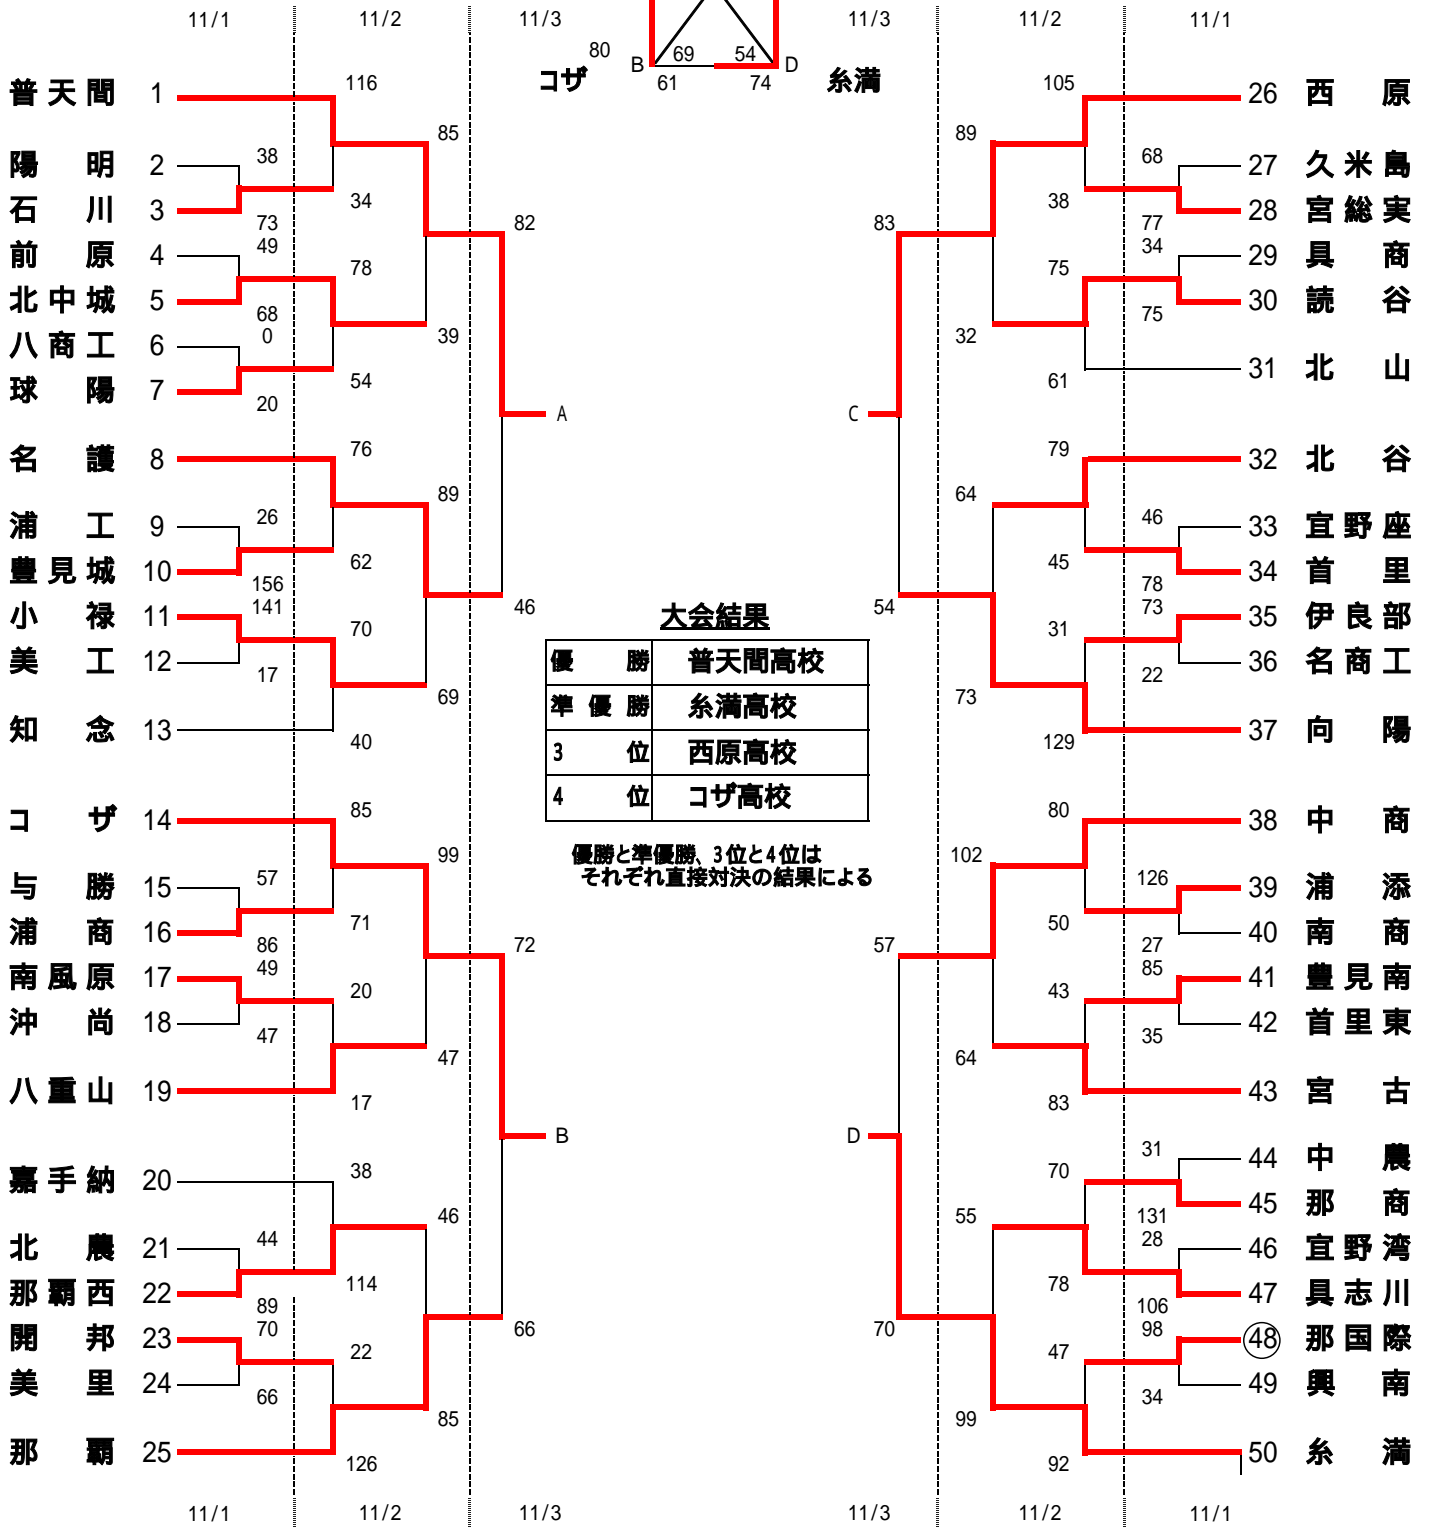 11/1 11/2 11/3 11/3 11/2 11/1
80 B 69 54 D
コザ 61 74 糸満
普天間 1 116 85
陽明 2 38
石川 3 73 34 82
前原 4 49 78
北中城 5 68
八商工 6 0 39
球陽 7 20 54
A
名護 8 76 89
浦工 9 26
豊見城 10 156 62
小禄 11 141 70 46
美工 12 17 69
知念 13 40
コザ 14 85 99
与勝 15 57
浦商 16 86 71 72
南風原 17 49 20
沖尚 18 47 47
八重山 19 17
B
嘉手納 20 38 46
北農 21 44
那覇西 22 89 114
開邦 23 70 22 66
美里 24 66 85
那覇 25 126
大会結果
優勝 普天間高校
準優勝 糸満高校
3位 西原高校
4位 コザ高校
優勝と準優勝、3位と4位は
それぞれ直接対決の結果による
89 105 26 西原
68 27 久米島
83 38 77 28 宮総実
75 34 29 具商
32 75 30 読谷
61 31 北山
C
64 79 32 北谷
46 33 宜野座
45 78 34 首里
54 31 73 35 伊良部
73 22 36 名商工
129 37 向陽
102 80 38 中商
126 39 浦添
57 50 27 40 南商
43 85 41 豊見南
64 35 42 首里東
83 43 宮古
D
55 70 31 44 中農
131 45 那商
28 46 宜野湾
78 106 47 具志川
70 47 98 48 那国際
99 34 49 興南
92 50 糸満
11/1 11/2 11/3 11/3 11/2 11/1